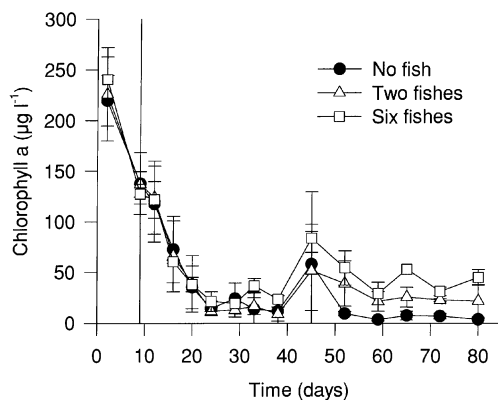 300
250
200
150
100
50
0
Chlorophyll a (µg l⁻¹)
No fish
Two fishes
Six fishes
0 10 20 30 40 50 60 70 80
Time (days)